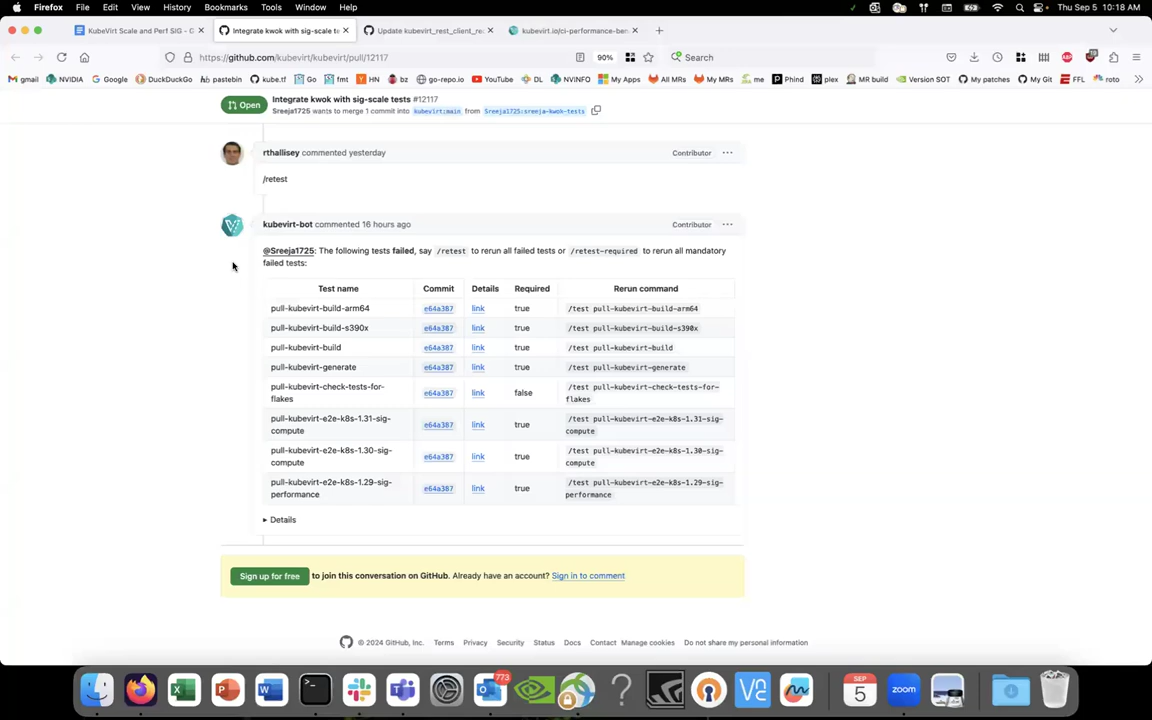 Firefox File Edit View History Bookmarks Tools Window Help Thu Sep 5 10:18 AM
KubeVirt Scale and Perf SIG - G Integrate kwok with sig-scale te Update kubevirt_rest_client_re kubevirt.io/ci-performance-ben
https://github.com/kubevirt/kubevirt/pull/12117 90% Search
gmail NVIDIA Google DuckDuckGo pastebin kube.tf Go fmt HN bz go-repo.io YouTube DL NVINFO My Apps All MRs My MRs me Phind plex MR build Version SOT My patches My Git FFL roto
Open
Integrate kwok with sig-scale tests #12117
Sreeja1725 wants to merge 1 commit into kubevirt:main from Sreeja1725:sreeja-kwok-tests
rthallisey commented yesterday Contributor
/retest
kubevirt-bot commented 16 hours ago Contributor
@Sreeja1725: The following tests failed, say /retest to rerun all failed tests or /retest-required to rerun all mandatory
failed tests:
Test name Commit Details Required Rerun command
pull-kubevirt-build-arm64 e64a387 link true /test pull-kubevirt-build-arm64
pull-kubevirt-build-s390x e64a387 link true /test pull-kubevirt-build-s390x
pull-kubevirt-build e64a387 link true /test pull-kubevirt-build
pull-kubevirt-generate e64a387 link true /test pull-kubevirt-generate
pull-kubevirt-check-tests-for-
flakes e64a387 link false /test pull-kubevirt-check-tests-for-
flakes
pull-kubevirt-e2e-k8s-1.31-sig-
compute e64a387 link true /test pull-kubevirt-e2e-k8s-1.31-sig-
compute
pull-kubevirt-e2e-k8s-1.30-sig-
compute e64a387 link true /test pull-kubevirt-e2e-k8s-1.30-sig-
compute
pull-kubevirt-e2e-k8s-1.29-sig-
performance e64a387 link true /test pull-kubevirt-e2e-k8s-1.29-sig-
performance
Details
Sign up for free to join this conversation on GitHub. Already have an account? Sign in to comment
© 2024 GitHub, Inc. Terms Privacy Security Status Docs Contact Manage cookies Do not share my personal information
773
SEP
5
zoom